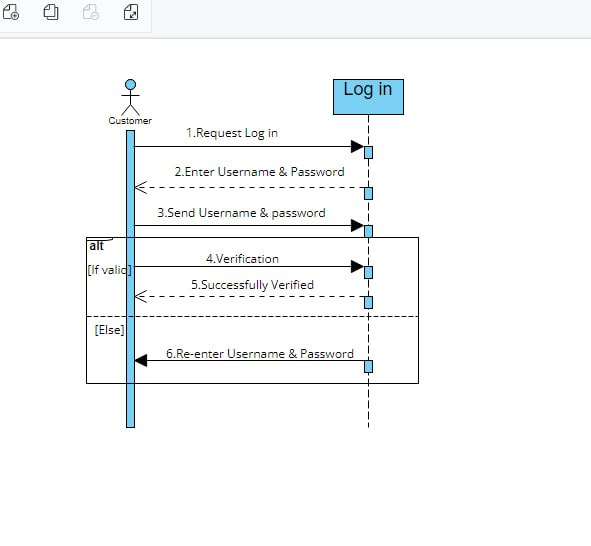 Log in
Customer
1.Request Log in
2.Enter Username & Password
3.Send Username & password
alt
[If valid]
4.Verification
5.Successfully Verified
[Else]
6.Re-enter Username & Password